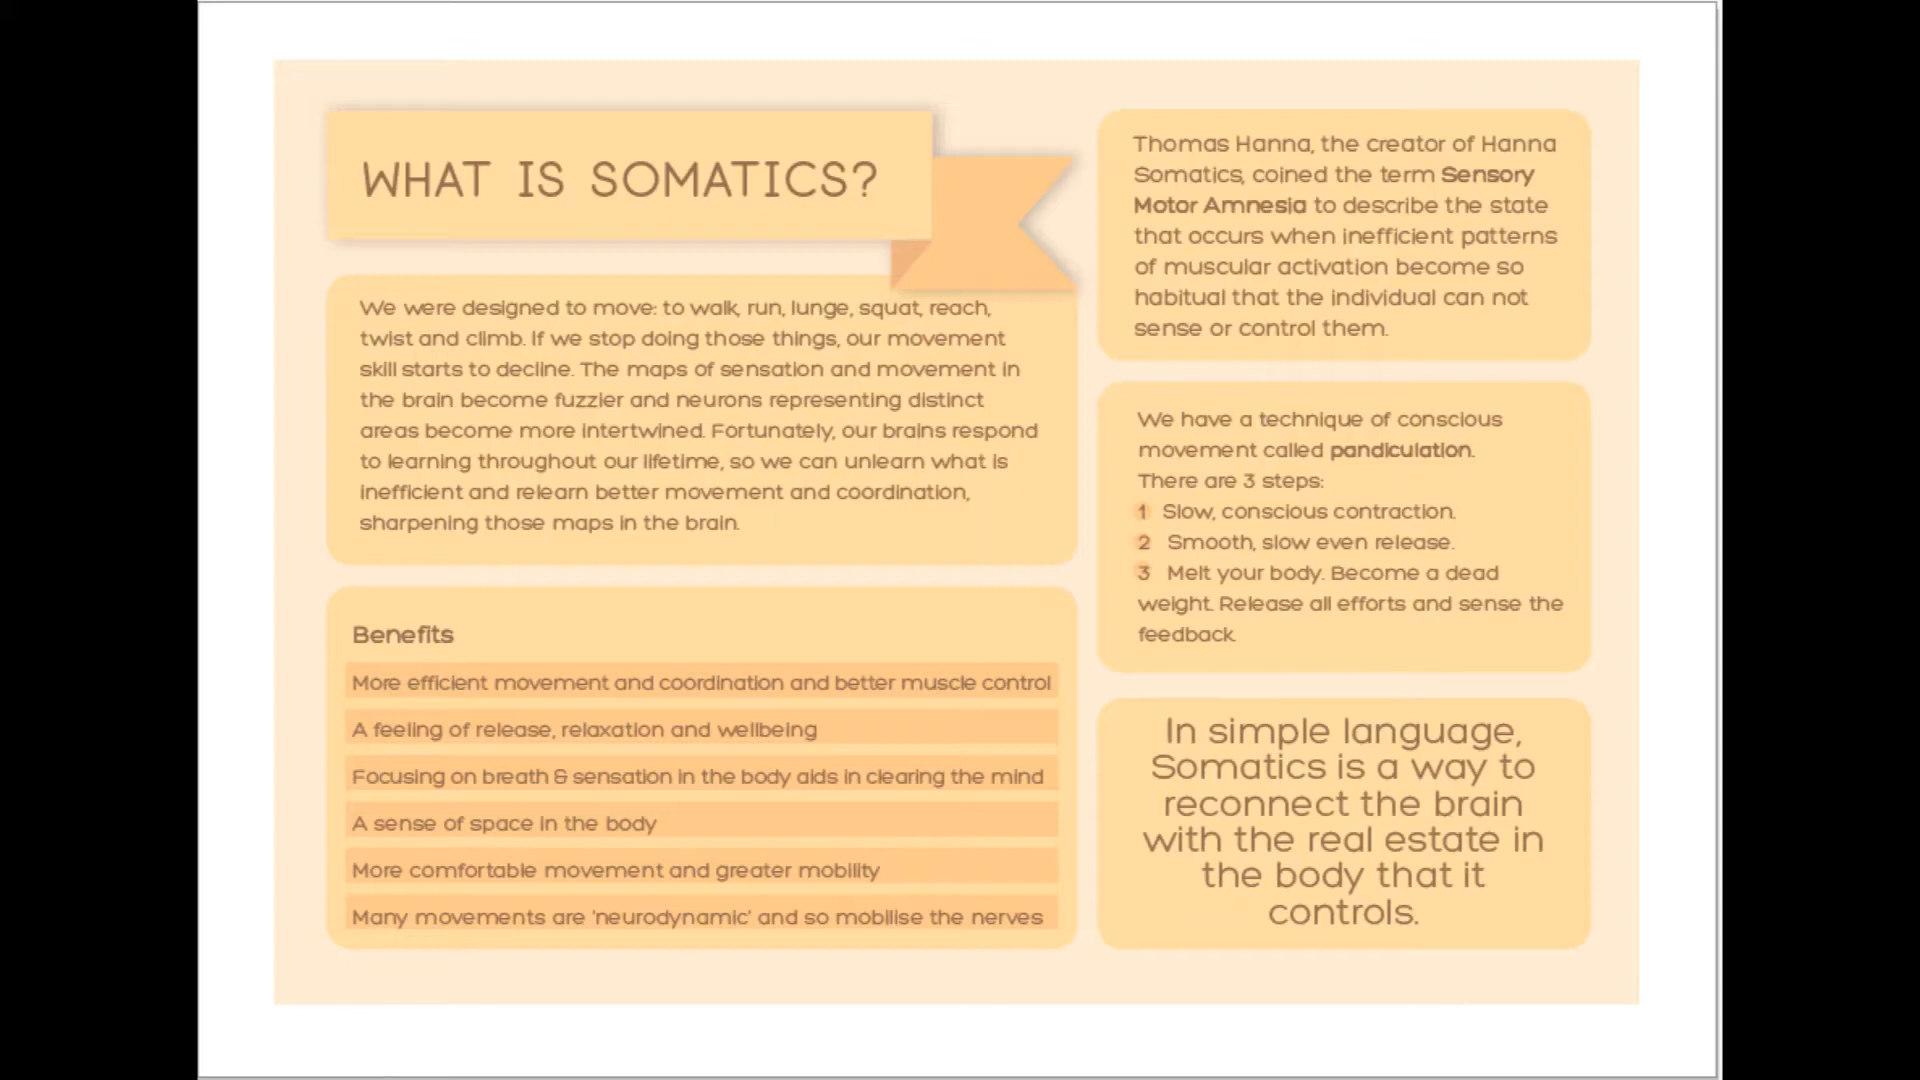 WHAT IS SOMATICS?
We were designed to move: to walk, run, lunge, squat, reach,
twist and climb. If we stop doing those things, our movement
skill starts to decline. The maps of sensation and movement in
the brain become fuzzier and neurons representing distinct
areas become more intertwined. Fortunately, our brains respond
to learning throughout our lifetime, so we can unlearn what is
inefficient and relearn better movement and coordination,
sharpening those maps in the brain.
Benefits
More efficient movement and coordination and better muscle control
A feeling of release, relaxation and wellbeing
Focusing on breath & sensation in the body aids in clearing the mind
A sense of space in the body
More comfortable movement and greater mobility
Many movements are 'neurodynamic' and so mobilise the nerves
Thomas Hanna, the creator of Hanna
Somatics, coined the term Sensory
Motor Amnesia to describe the state
that occurs when inefficient patterns
of muscular activation become so
habitual that the individual can not
sense or control them.
We have a technique of conscious
movement called pandiculation.
There are 3 steps:
1 Slow, conscious contraction.
2 Smooth, slow even release.
3 Melt your body. Become a dead
weight. Release all efforts and sense the
feedback.
In simple language,
Somatics is a way to
reconnect the brain
with the real estate in
the body that it
controls.